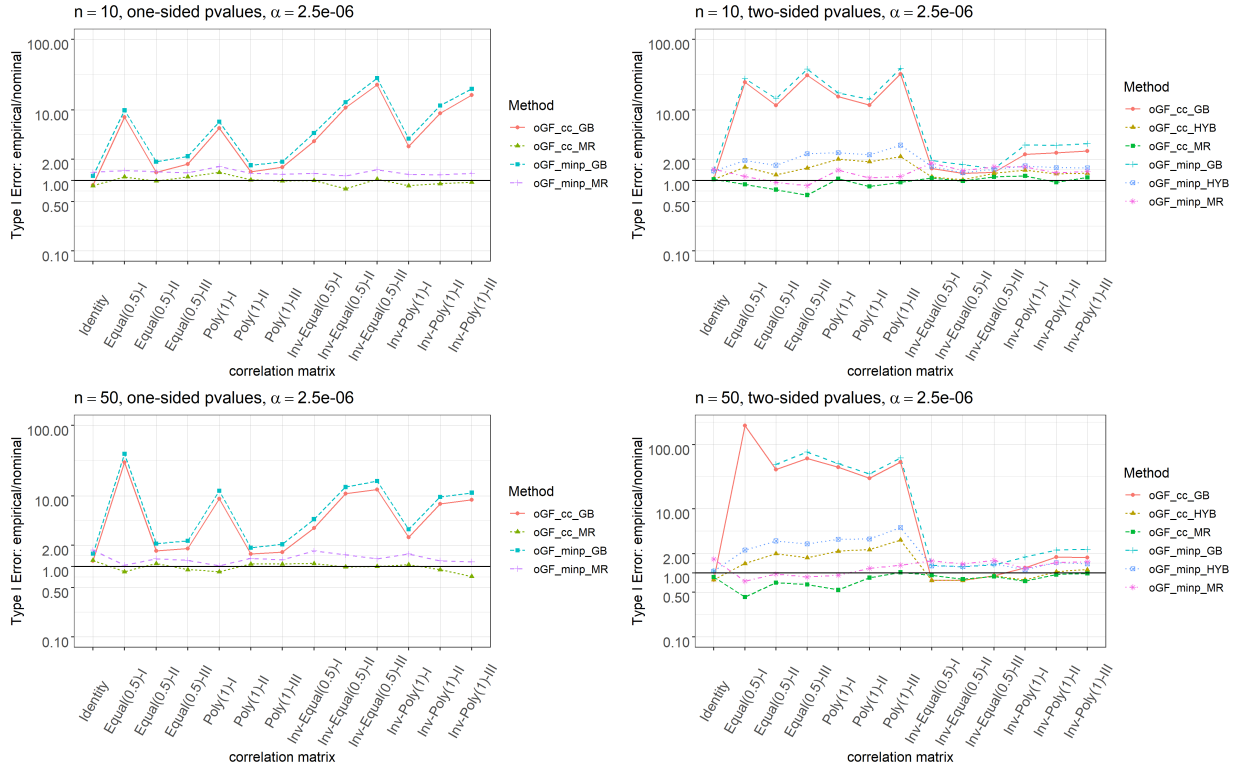 n = 10, one-sided pvalues, α = 2.5e-06
Type I Error: empirical/nominal
100.00
10.00
2.00
1.00
0.50
0.10
Identity
Equal(0.5)-I
Equal(0.5)-II
Equal(0.5)-III
Poly(1)-I
Poly(1)-II
Poly(1)-III
Inv-Equal(0.5)-I
Inv-Equal(0.5)-II
Inv-Equal(0.5)-III
Inv-Poly(1)-I
Inv-Poly(1)-II
Inv-Poly(1)-III
correlation matrix
Method
oGF_cc_GB
oGF_cc_MR
oGF_minp_GB
oGF_minp_MR
n = 10, two-sided pvalues, α = 2.5e-06
Type I Error: empirical/nominal
100.00
10.00
2.00
1.00
0.50
0.10
Identity
Equal(0.5)-I
Equal(0.5)-II
Equal(0.5)-III
Poly(1)-I
Poly(1)-II
Poly(1)-III
Inv-Equal(0.5)-I
Inv-Equal(0.5)-II
Inv-Equal(0.5)-III
Inv-Poly(1)-I
Inv-Poly(1)-II
Inv-Poly(1)-III
correlation matrix
Method
oGF_cc_GB
oGF_cc_HYB
oGF_cc_MR
oGF_minp_GB
oGF_minp_HYB
oGF_minp_MR
n = 50, one-sided pvalues, α = 2.5e-06
Type I Error: empirical/nominal
100.00
10.00
2.00
1.00
0.50
0.10
Identity
Equal(0.5)-I
Equal(0.5)-II
Equal(0.5)-III
Poly(1)-I
Poly(1)-II
Poly(1)-III
Inv-Equal(0.5)-I
Inv-Equal(0.5)-II
Inv-Equal(0.5)-III
Inv-Poly(1)-I
Inv-Poly(1)-II
Inv-Poly(1)-III
correlation matrix
Method
oGF_cc_GB
oGF_cc_MR
oGF_minp_GB
oGF_minp_MR
n = 50, two-sided pvalues, α = 2.5e-06
Type I Error: empirical/nominal
100.00
10.00
2.00
1.00
0.50
0.10
Identity
Equal(0.5)-I
Equal(0.5)-II
Equal(0.5)-III
Poly(1)-I
Poly(1)-II
Poly(1)-III
Inv-Equal(0.5)-I
Inv-Equal(0.5)-II
Inv-Equal(0.5)-III
Inv-Poly(1)-I
Inv-Poly(1)-II
Inv-Poly(1)-III
correlation matrix
Method
oGF_cc_GB
oGF_cc_HYB
oGF_cc_MR
oGF_minp_GB
oGF_minp_HYB
oGF_minp_MR